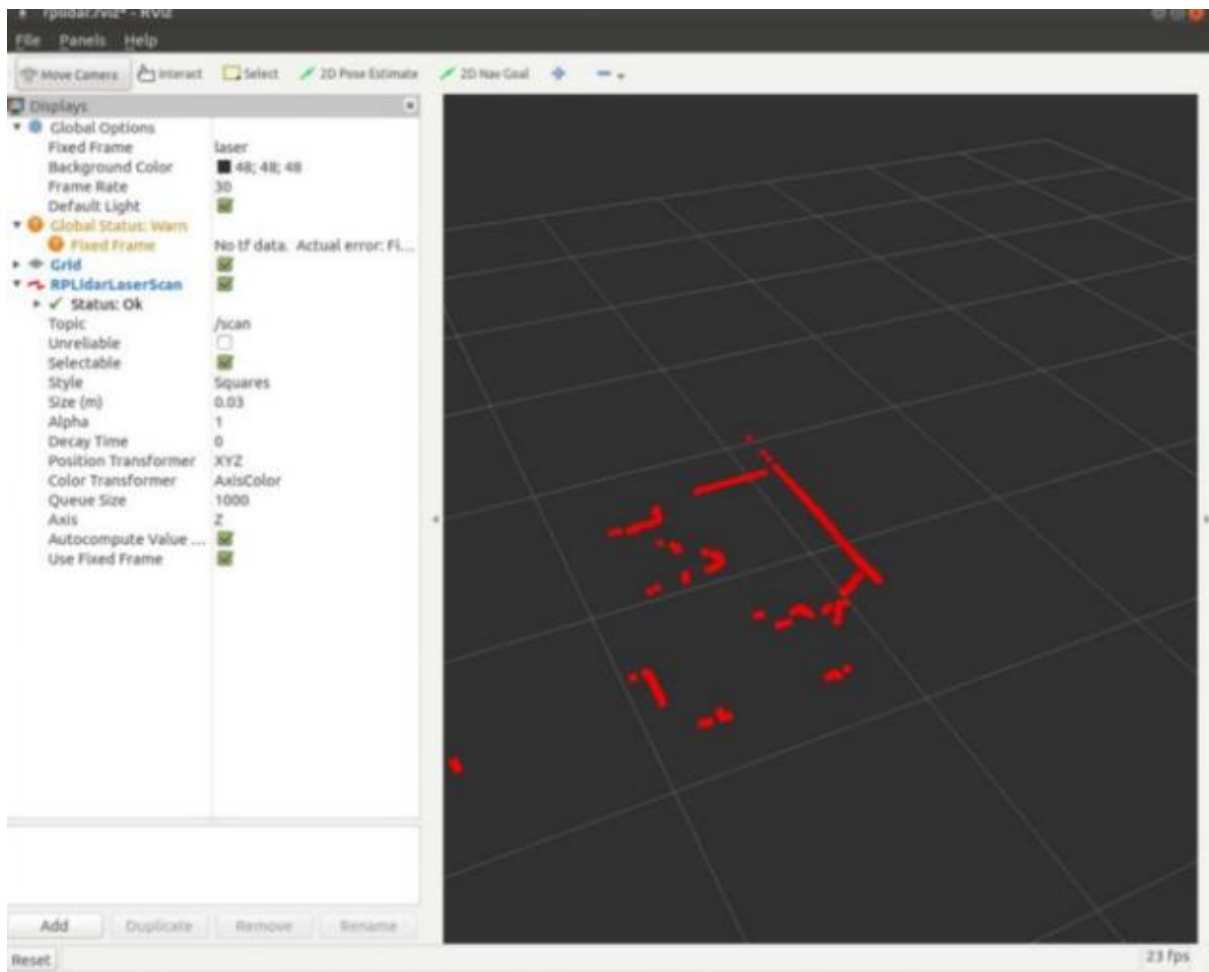 rplidar.rviz* - RViz
File Panels Help
Move Camera Interact Select 2D Pose Estimate 2D Nav Goal
Displays
Global Options
Fixed Frame laser
Background Color 48; 48; 48
Frame Rate 30
Default Light
Global Status: Warn
Fixed Frame No tf data. Actual error: Fi...
Grid
RPLidarLaserScan
Status: Ok
Topic /scan
Unreliable
Selectable
Style Squares
Size (m) 0.03
Alpha 1
Decay Time 0
Position Transformer XYZ
Color Transformer AxisColor
Queue Size 1000
Axis Z
Autocompute Value ...
Use Fixed Frame
Add Duplicate Remove Rename
Reset 23 fps